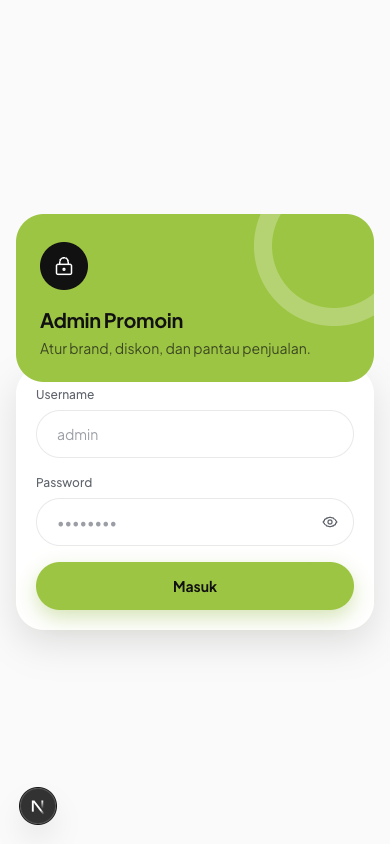 Admin Promoin
Atur brand, diskon, dan pantau penjualan.
Username
admin
Password
••••••••
Masuk
N